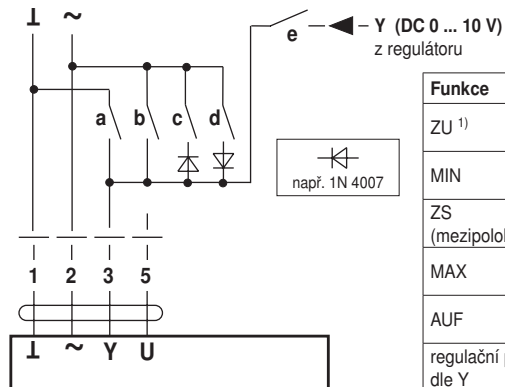 ⊥ ~
e
Y (DC 0 ... 10 V)
z regulátoru
a b c d
např. 1N 4007
Funkce
ZU 1)
MIN
ZS
(mezipolo
MAX
AUF
regulační
dle Y
1 2 3 5
⊥ ~ Y U